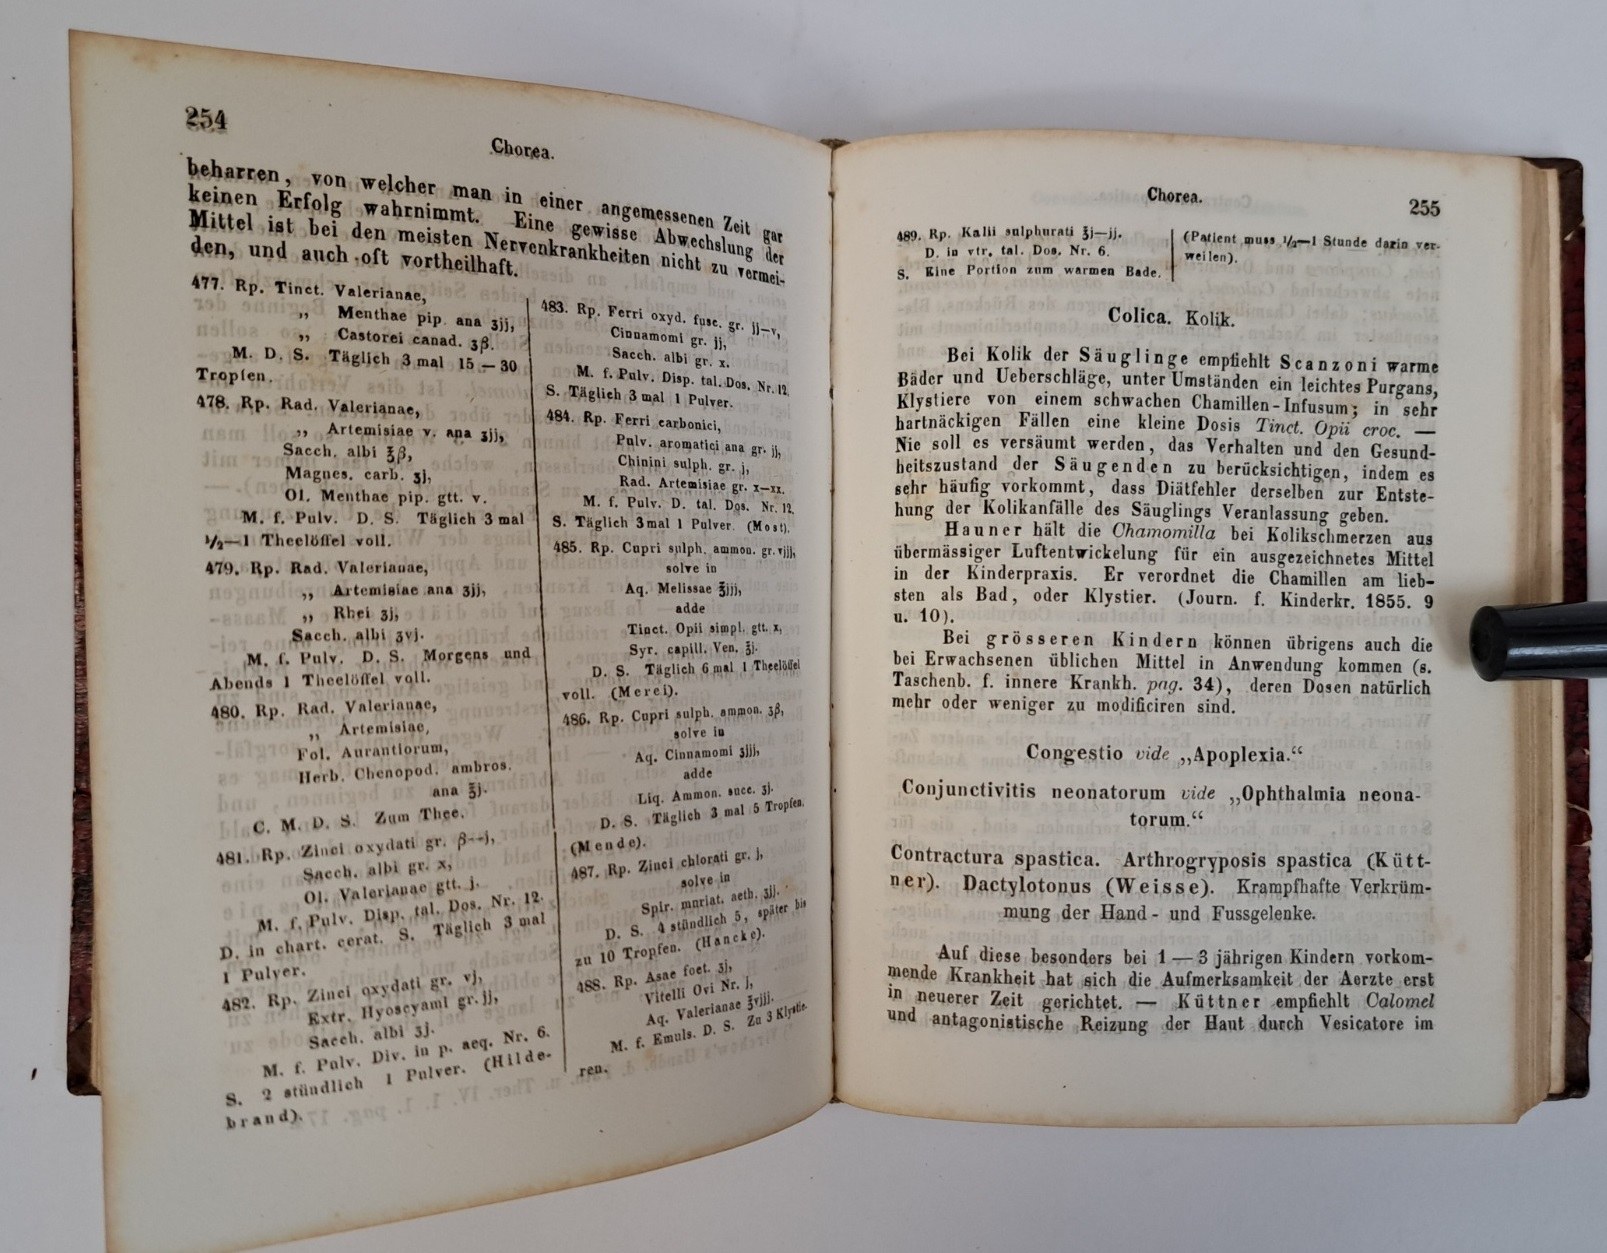 254
Chorea.
beharren, von welcher man in einer angemessenen Zeit gar
keinen Erfolg wahrnimmt. Eine gewisse Abwechslung der
Mittel ist bei den meisten Nervenkrankheiten nicht zu vermei-
den, und auch oft vortheilhaft.
477. Rp. Tinct. Valerianae,
„ Menthae pip. ana ʒjj,
„ Castorei canad. ʒβ.
M. D. S. Täglich 3 mal 15—30
Tropfen.
478. Rp. Rad. Valerianae,
„ Artemisiae v. ana ʒjj,
Sacch. albi ℥β,
Magnes. carb. ʒj,
Ol. Menthae pip. gtt. v.
M. f. Pulv. D. S. Täglich 3 mal
½—1 Theelöffel voll.
479. Rp. Rad. Valerianae,
„ Artemisiae ana ʒjj,
„ Rhei ʒj,
Sacch. albi ʒvj.
M. f. Pulv. D. S. Morgens und
Abends 1 Theelöffel voll.
480. Rp. Rad. Valerianae,
„ Artemisiae,
Fol. Aurantiorum,
Herb. Chenopod. ambros.
ana ℥j.
C. M. D. S. Zum Thee.
481. Rp. Zinci oxydati gr. β—j,
Sacch. albi gr. x,
Ol. Valerianae gtt. j.
M. f. Pulv. Disp. tal. Dos. Nr. 12.
D. in chart. cerat. S. Täglich 3 mal
1 Pulver.
482. Rp. Zinci oxydati gr. vj,
Extr. Hyoscyami gr. jj,
Sacch. albi ʒj.
M. f. Pulv. Div. in p. aeq. Nr. 6.
S. 2 stündlich 1 Pulver. (Hilde-
brand).
483. Rp. Ferri oxyd. fusc. gr. jj—v,
Cinnamomi gr. jj,
Sacch. albi gr. x.
M. f. Pulv. Disp. tal. Dos. Nr. 12.
S. Täglich 3 mal 1 Pulver.
484. Rp. Ferri carbonici,
Pulv. aromatici ana gr. jj,
Chinini sulph. gr. j,
Rad. Artemisiae gr. x—xx.
M. f. Pulv. D. tal. Dos. Nr. 12.
S. Täglich 3 mal 1 Pulver. (Most).
485. Rp. Cupri sulph. ammon. gr. vjjj,
solve in
Aq. Melissae ℥jjj,
adde
Tinct. Opii simpl. gtt. x,
Syr. capill. Ven. ℥j.
D. S. Täglich 6 mal 1 Theelöffel
voll. (Merei).
486. Rp. Cupri sulph. ammon. ʒβ,
solve in
Aq. Cinnamomi ʒjjj,
adde
Liq. Ammon. succ. ʒj.
D. S. Täglich 3 mal 5 Tropfen.
(Mende).
487. Rp. Zinci chlorati gr. j,
solve in
Spir. muriat. aeth. ʒjj.
D. S. 4 stündlich 5, später bis
zu 10 Tropfen. (Hancke).
488. Rp. Asae foet. ʒj,
Vitelli Ovi Nr. j,
Aq. Valerianae ℥vjjj.
M. f. Emuls. D. S. Zu 3 Klystie-
ren.
Chorea.
255
489. Rp. Kalii sulphurati ℥j—jj.
D. in vtr. tal. Dos. Nr. 6.
S. Eine Portion zum warmen Bade.
(Patient muss ½—1 Stunde darin ver-
weilen).
Colica. Kolik.
Bei Kolik der Säuglinge empfiehlt Scanzoni warme
Bäder und Ueberschläge, unter Umständen ein leichtes Purgans,
Klystiere von einem schwachen Chamillen-Infusum; in sehr
hartnäckigen Fällen eine kleine Dosis Tinct. Opii croc. —
Nie soll es versäumt werden, das Verhalten und den Gesund-
heitszustand der Säugenden zu berücksichtigen, indem es
sehr häufig vorkommt, dass Diätfehler derselben zur Entste-
hung der Kolikanfälle des Säuglings Veranlassung geben.
Hauner hält die Chamomilla bei Kolikschmerzen aus
übermässiger Luftentwickelung für ein ausgezeichnetes Mittel
in der Kinderpraxis. Er verordnet die Chamillen am lieb-
sten als Bad, oder Klystier. (Journ. f. Kinderkr. 1855. 9
u. 10).
Bei grösseren Kindern können übrigens auch die
bei Erwachsenen üblichen Mittel in Anwendung kommen (s.
Taschenb. f. innere Krankh. pag. 34), deren Dosen natürlich
mehr oder weniger zu modificiren sind.
Congestio vide „Apoplexia.“
Conjunctivitis neonatorum vide „Ophthalmia neona-
torum.“
Contractura spastica. Arthrogryposis spastica (Kütt-
ner). Dactylotonus (Weisse). Krampfhafte Verkrüm-
mung der Hand- und Fussgelenke.
Auf diese besonders bei 1—3 jährigen Kindern vorkom-
mende Krankheit hat sich die Aufmerksamkeit der Aerzte erst
in neuerer Zeit gerichtet. — Küttner empfiehlt Calomel
und antagonistische Reizung der Haut durch Vesicatore im